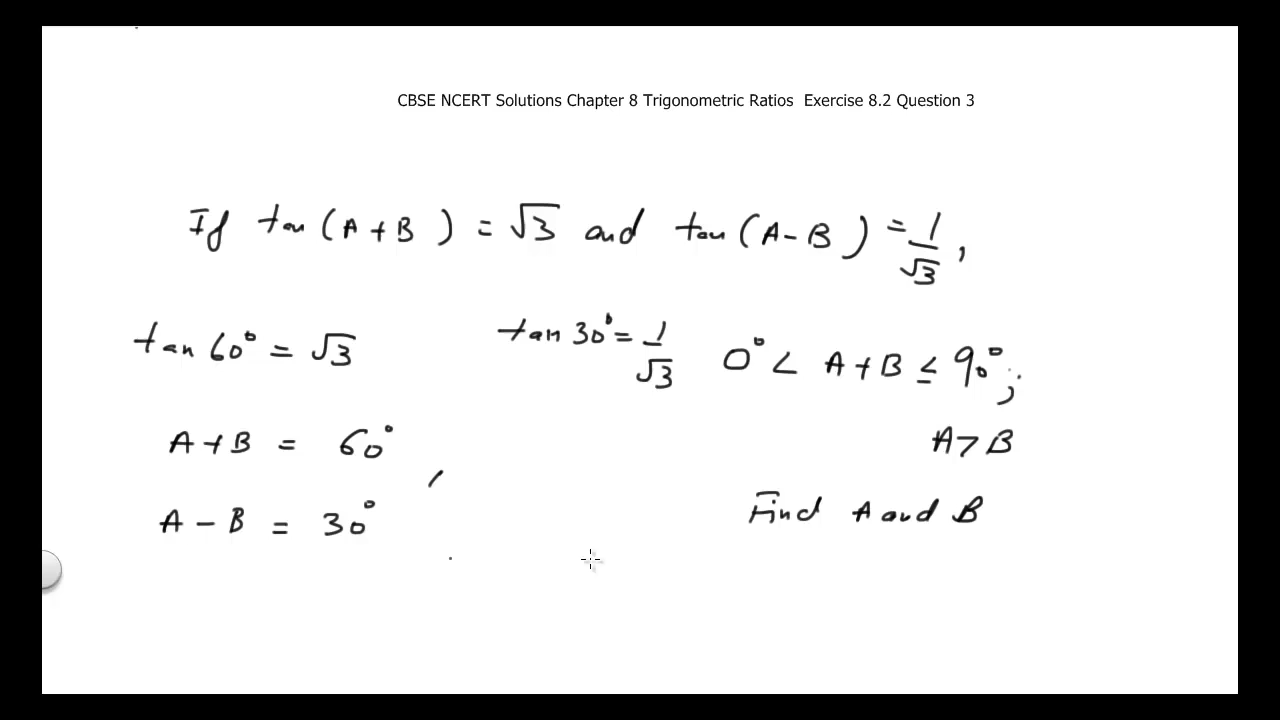 CBSE NCERT Solutions Chapter 8 Trigonometric Ratios Exercise 8.2 Question 3
If tan (A + B) = √3 and tan (A - B) = 1/√3,
tan 60° = √3
tan 30° = 1/√3
0° < A + B ≤ 90°;
A + B = 60°,
A > B
A - B = 30°
Find A and B